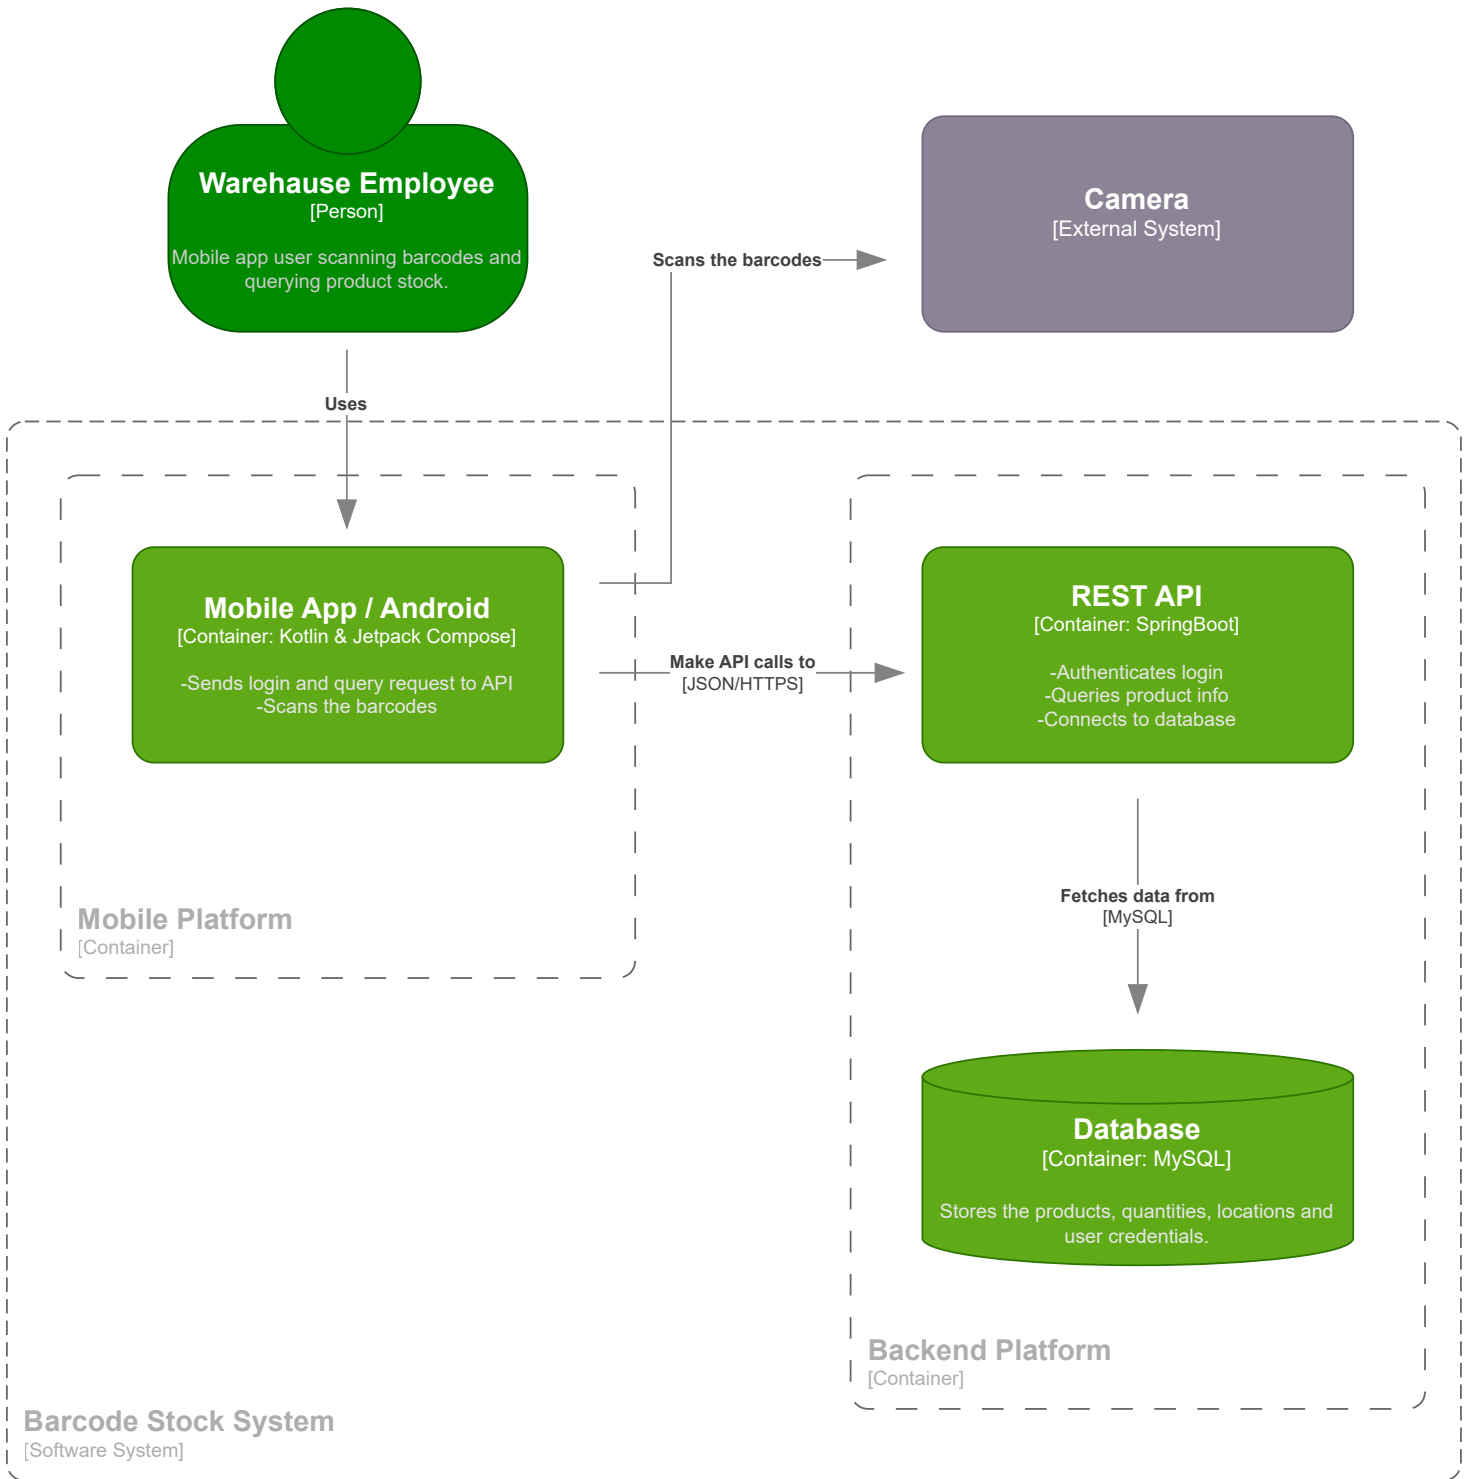 Warehause Employee
[Person]
Mobile app user scanning barcodes and
querying product stock.
Camera
[External System]
Scans the barcodes
Uses
Mobile App / Android
[Container: Kotlin & Jetpack Compose]
-Sends login and query request to API
-Scans the barcodes
Make API calls to
[JSON/HTTPS]
REST API
[Container: SpringBoot]
-Authenticates login
-Queries product info
-Connects to database
Fetches data from
[MySQL]
Mobile Platform
[Container]
Database
[Container: MySQL]
Stores the products, quantities, locations and
user credentials.
Backend Platform
[Container]
Barcode Stock System
[Software System]